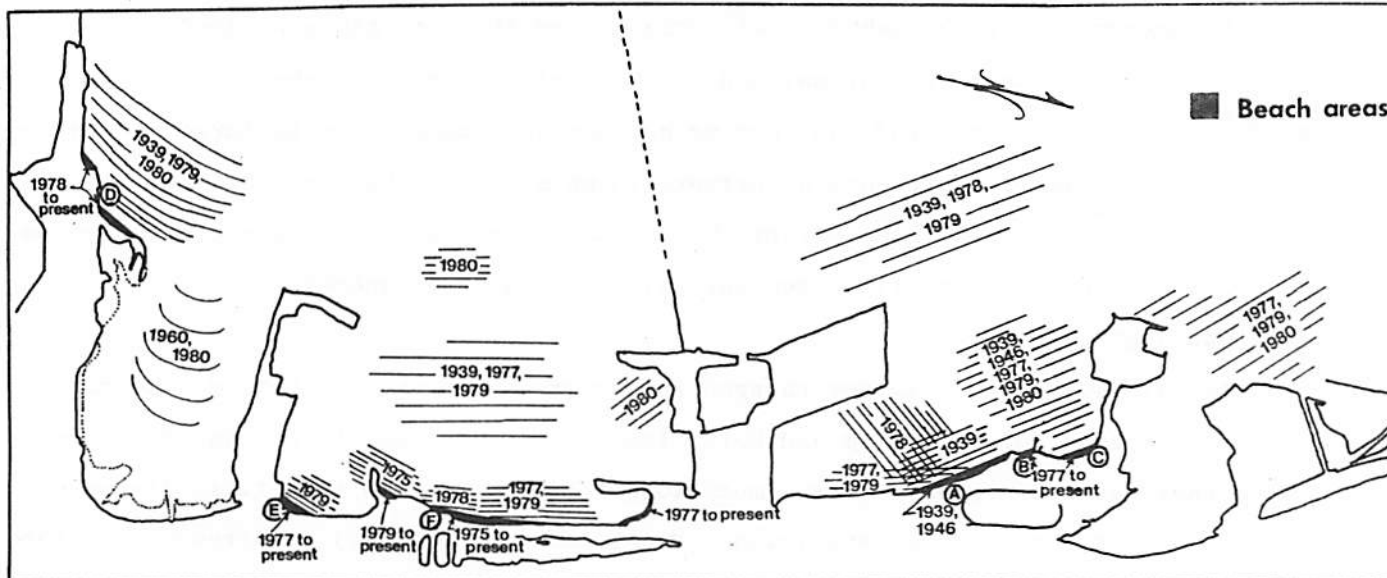 Beach areas
1939, 1979,
1980
1978
to
present
D
1939, 1978,
1979
1980
1960,
1980
1977,
1979,
1980
1939, 1977,
1979
1980
1939,
1946,
1977,
1979,
1980
1978
1939
1975
1979
1978
1977,
1979
1977,
1979
B
C
A
1977 to
present
E
F
1977 to
present
1979 to
present
1975 to
present
1977 to present
1939,
1946